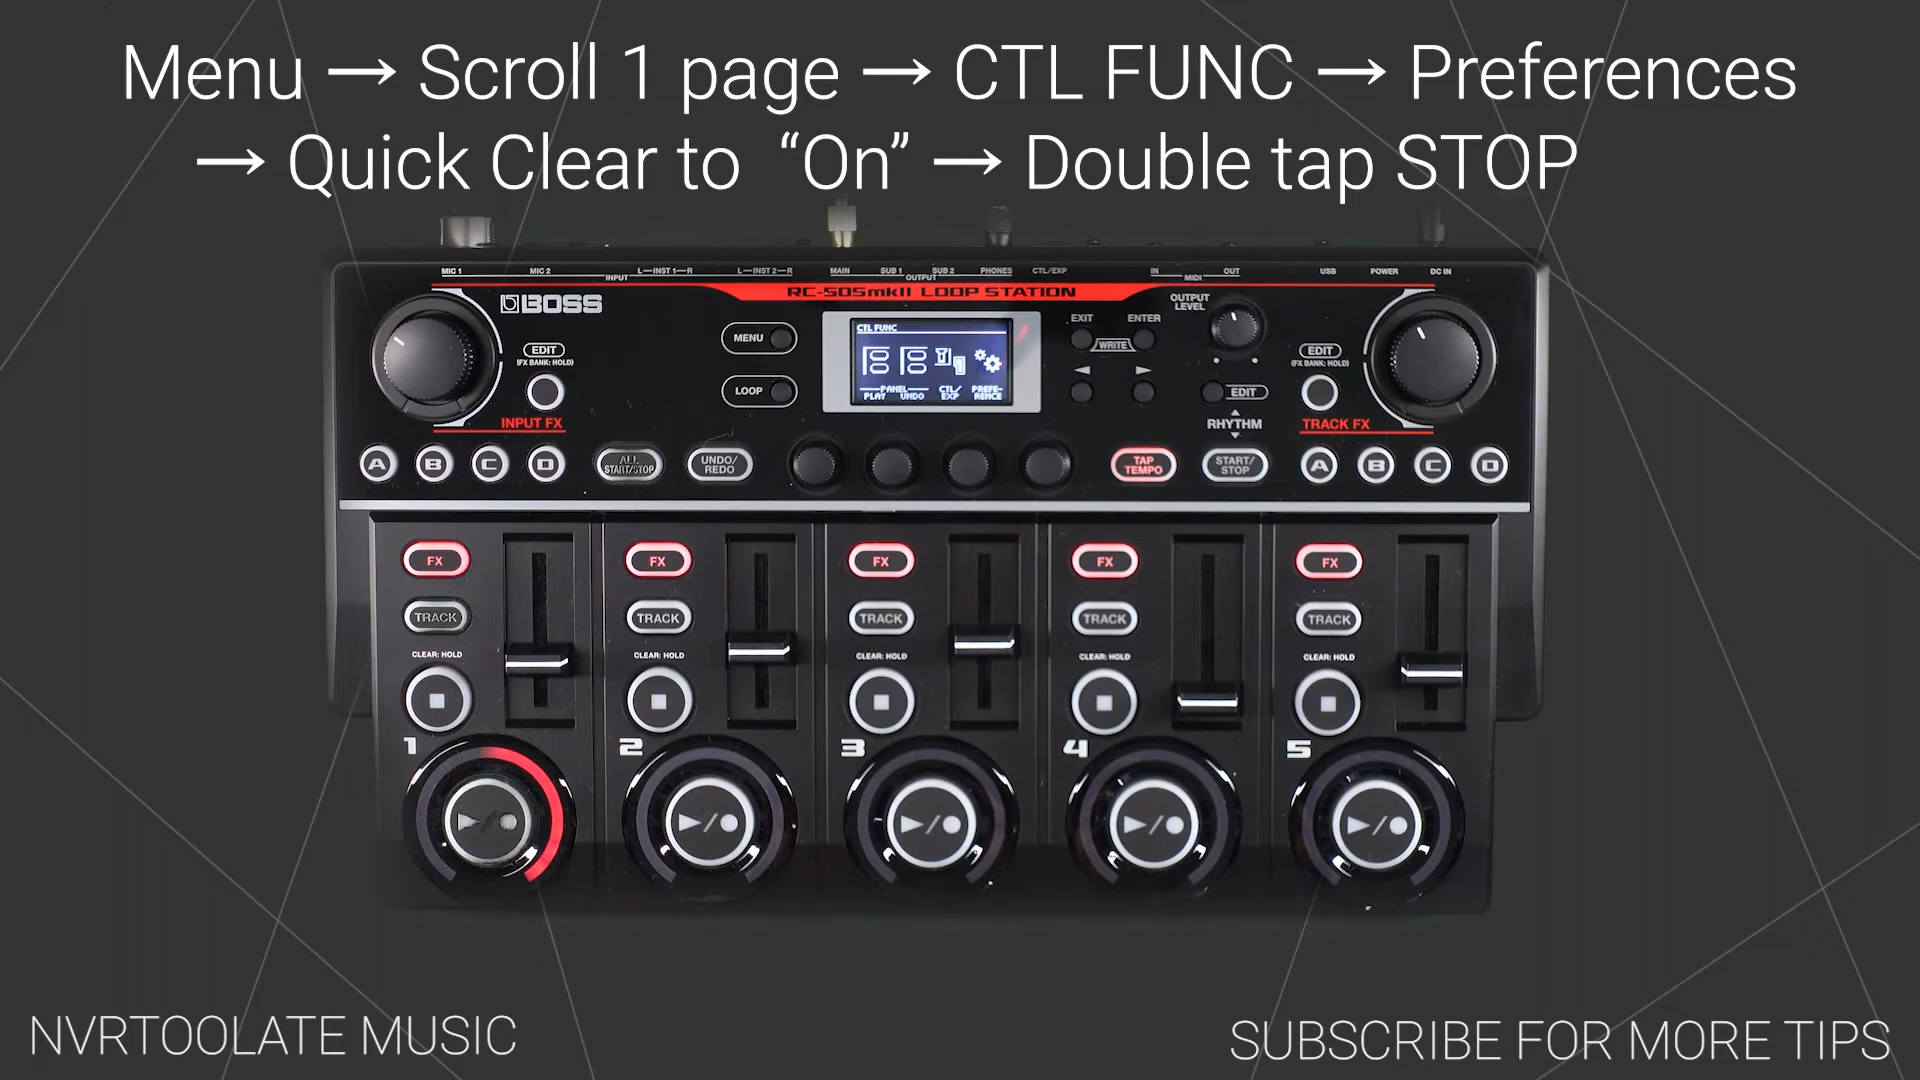 Menu → Scroll 1 page → CTL FUNC → Preferences
→ Quick Clear to “On” → Double tap STOP
MIC 1 MIC 2 L—INST 1—R L—INST 2—R MAIN SUB 1 SUB 2 PHONES CTL/EXP IN OUT USB POWER DC IN
INPUT OUTPUT MIDI
RC-505mkII LOOP STATION
BOSS
OUTPUT LEVEL
EXIT ENTER
WRITE
MENU
LOOP
CTL FUNC
PANEL
PLAY UNDO CTL/EXP PREFERENCE
EDIT
(FX BANK: HOLD)
INPUT FX
EDIT
RHYTHM
EDIT
(FX BANK: HOLD)
TRACK FX
A B C D ALL START/STOP UNDO/REDO TAP TEMPO START/STOP A B C D
FX FX FX FX FX
TRACK TRACK TRACK TRACK TRACK
CLEAR: HOLD CLEAR: HOLD CLEAR: HOLD CLEAR: HOLD CLEAR: HOLD
1 2 3 4 5
NVRTOOLATE MUSIC
SUBSCRIBE FOR MORE TIPS